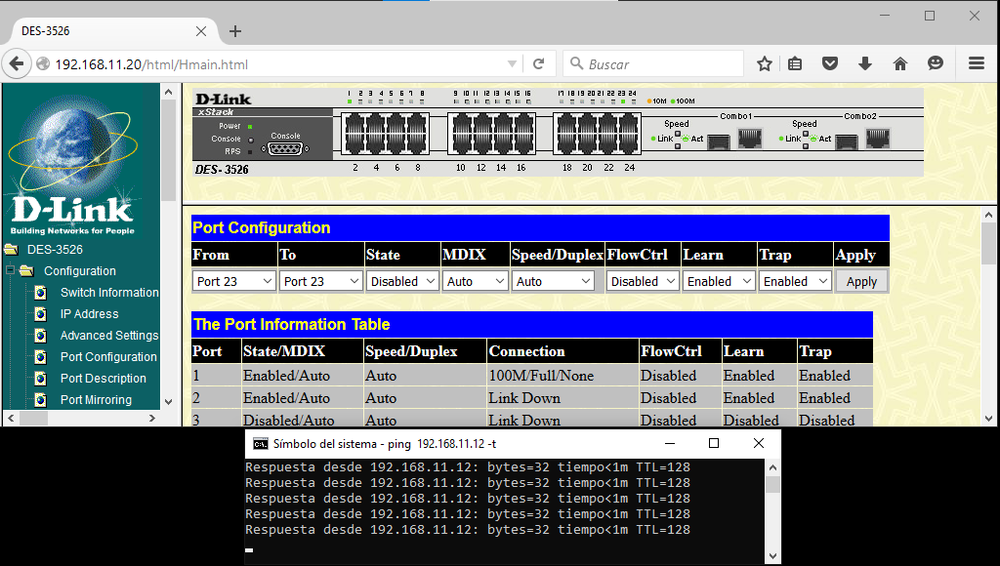 DES-3526
192.168.11.20/html/Hmain.html
Buscar
D-Link
Building Networks for People
DES-3526
Configuration
Switch Information
IP Address
Advanced Settings
Port Configuration
Port Description
Port Mirroring
D-Link
xStack
Power
Console
RPS
Console
DES- 3526
1 2 3 4 5 6 7 8
9 10 11 12 13 14 15 16
17 18 19 20 21 22 23 24
10M 100M
2 4 6 8
10 12 14 16
18 20 22 24
Combo1
Speed
Link Act
Combo2
Speed
Link Act
Port Configuration
From To State MDIX Speed/Duplex FlowCtrl Learn Trap Apply
Port 23 Port 23 Disabled Auto Auto Disabled Enabled Enabled Apply
The Port Information Table
Port State/MDIX Speed/Duplex Connection FlowCtrl Learn Trap
1 Enabled/Auto Auto 100M/Full/None Disabled Enabled Enabled
2 Enabled/Auto Auto Link Down Disabled Enabled Enabled
3 Disabled/Auto Auto Link Down Disabled Disabled Disabled
C:\.
Símbolo del sistema - ping 192.168.11.12 -t
Respuesta desde 192.168.11.12: bytes=32 tiempo<1m TTL=128
Respuesta desde 192.168.11.12: bytes=32 tiempo<1m TTL=128
Respuesta desde 192.168.11.12: bytes=32 tiempo<1m TTL=128
Respuesta desde 192.168.11.12: bytes=32 tiempo<1m TTL=128
Respuesta desde 192.168.11.12: bytes=32 tiempo<1m TTL=128